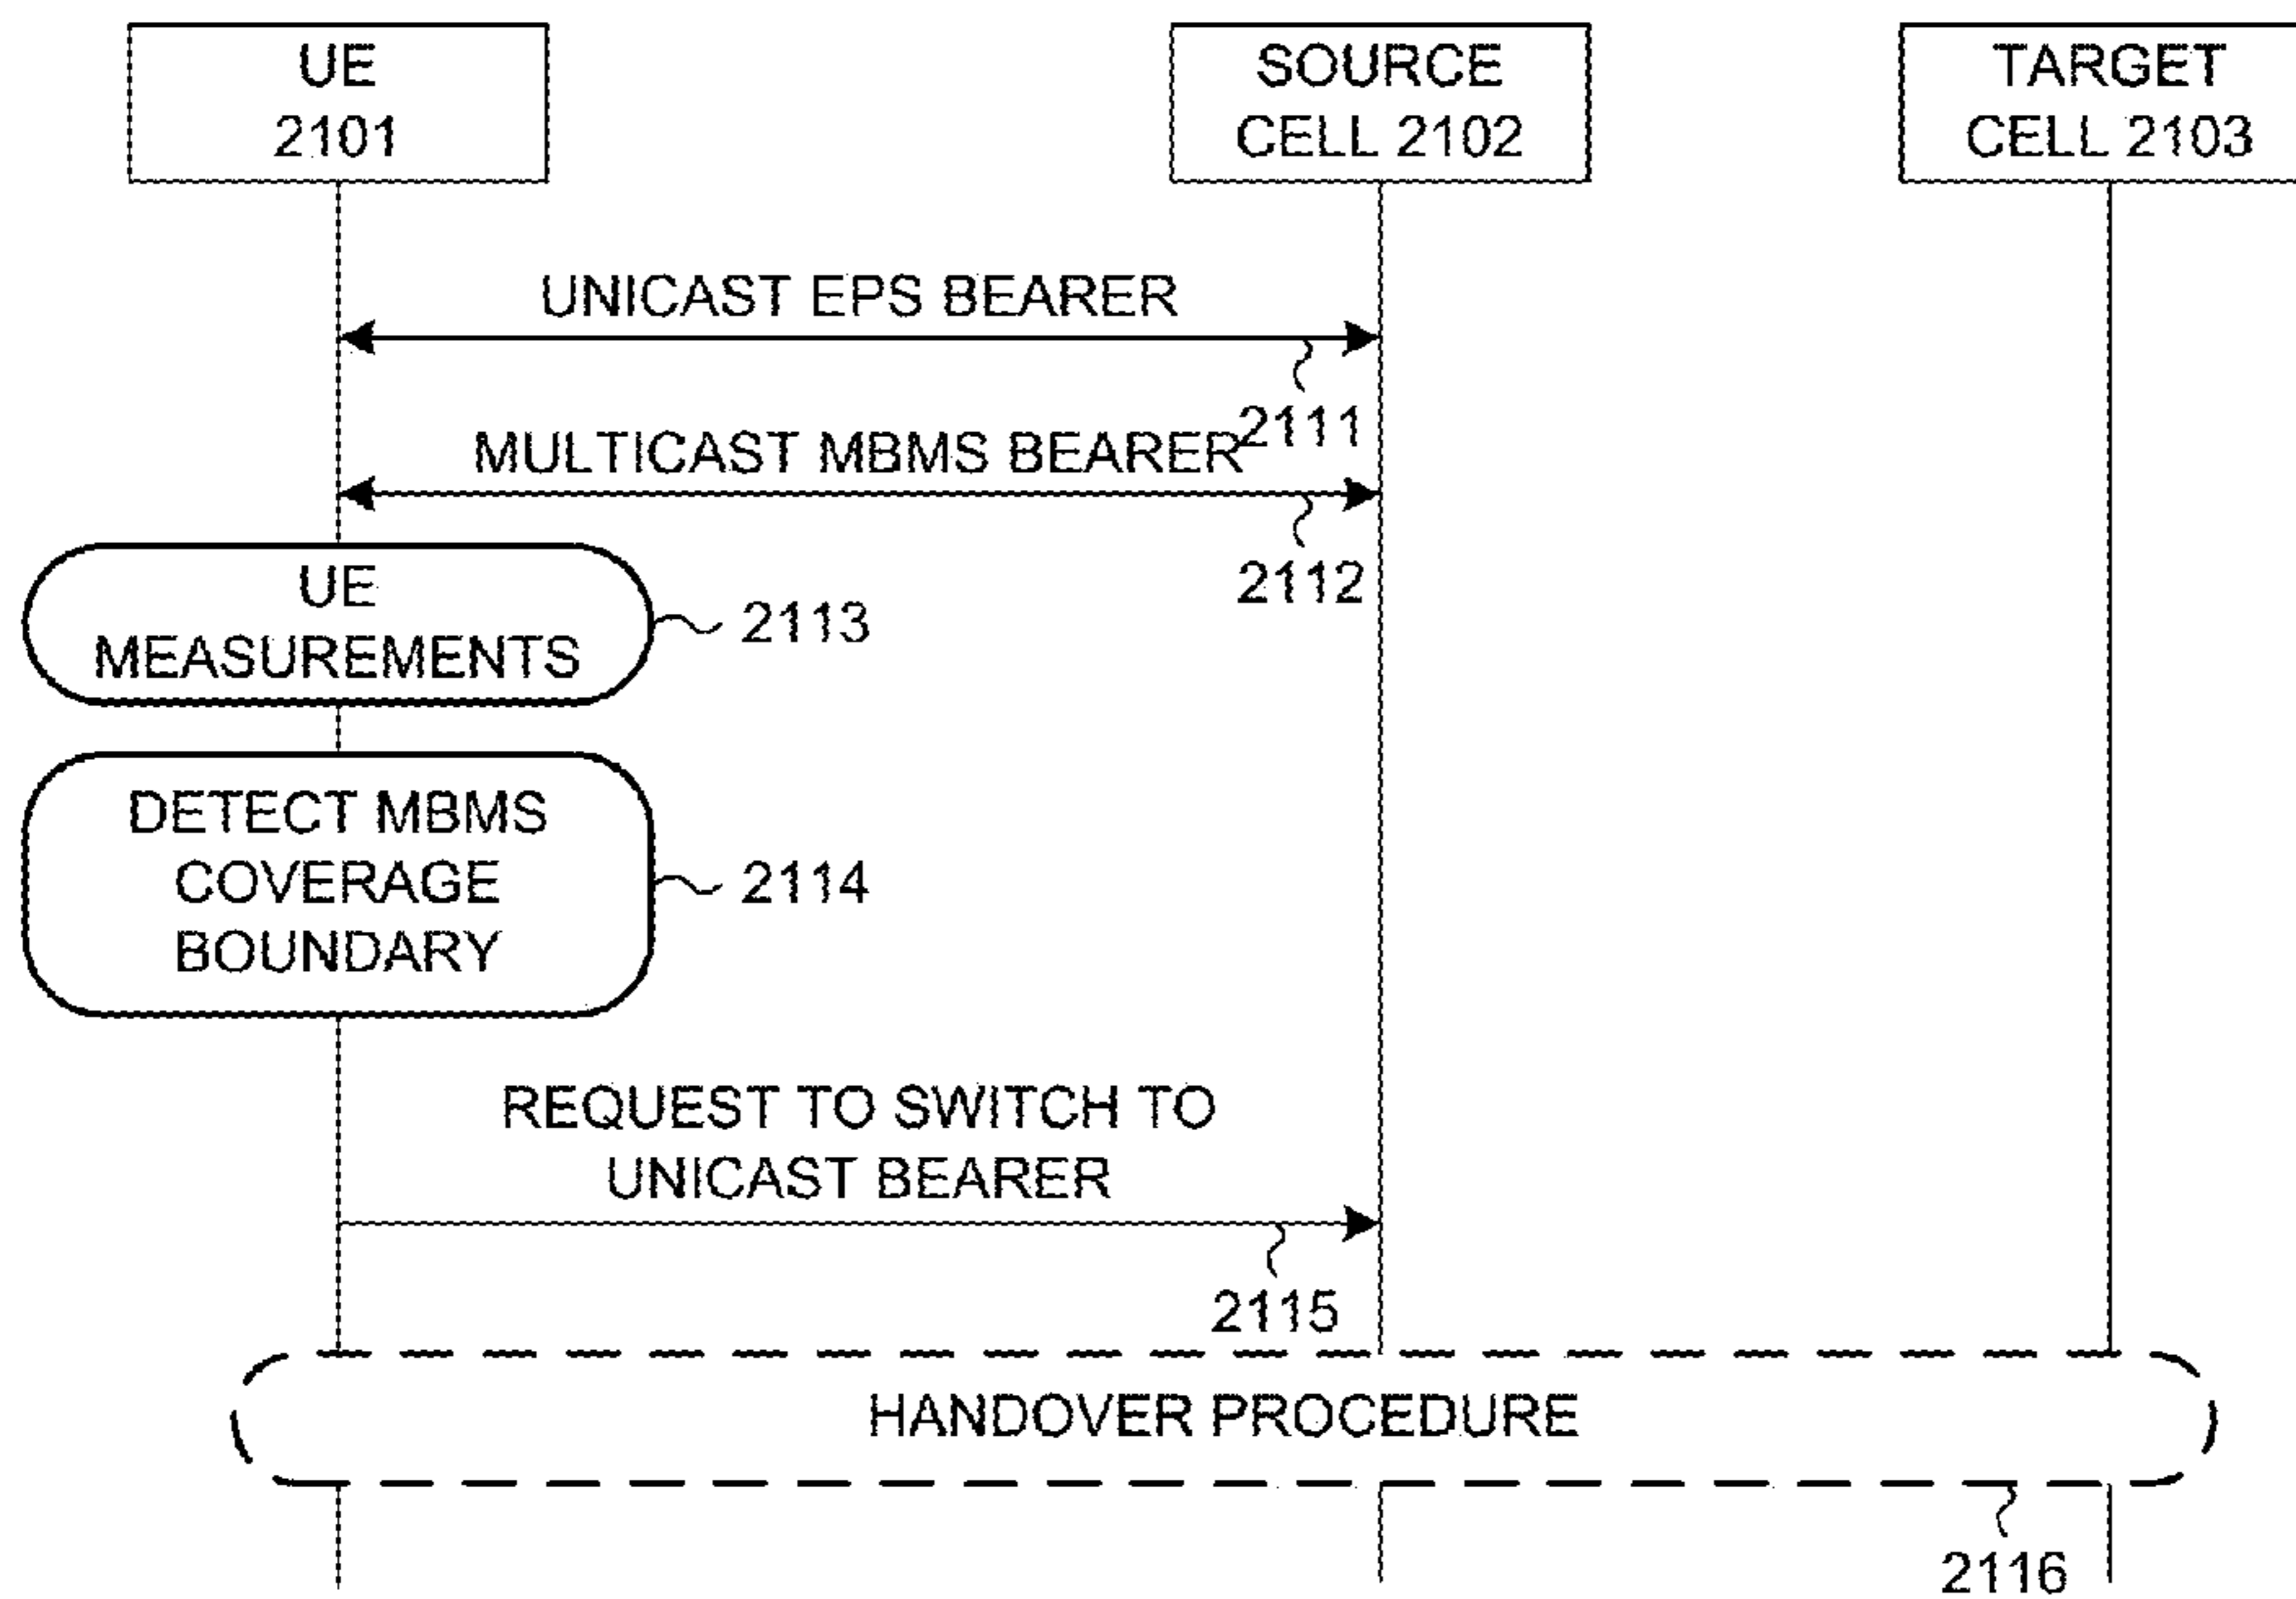 UE
2101
SOURCE
CELL 2102
TARGET
CELL 2103
UNICAST EPS BEARER
2111
MULTICAST MBMS BEARER
2112
UE
MEASUREMENTS
2113
DETECT MBMS
COVERAGE
BOUNDARY
2114
REQUEST TO SWITCH TO
UNICAST BEARER
2115
HANDOVER PROCEDURE
2116